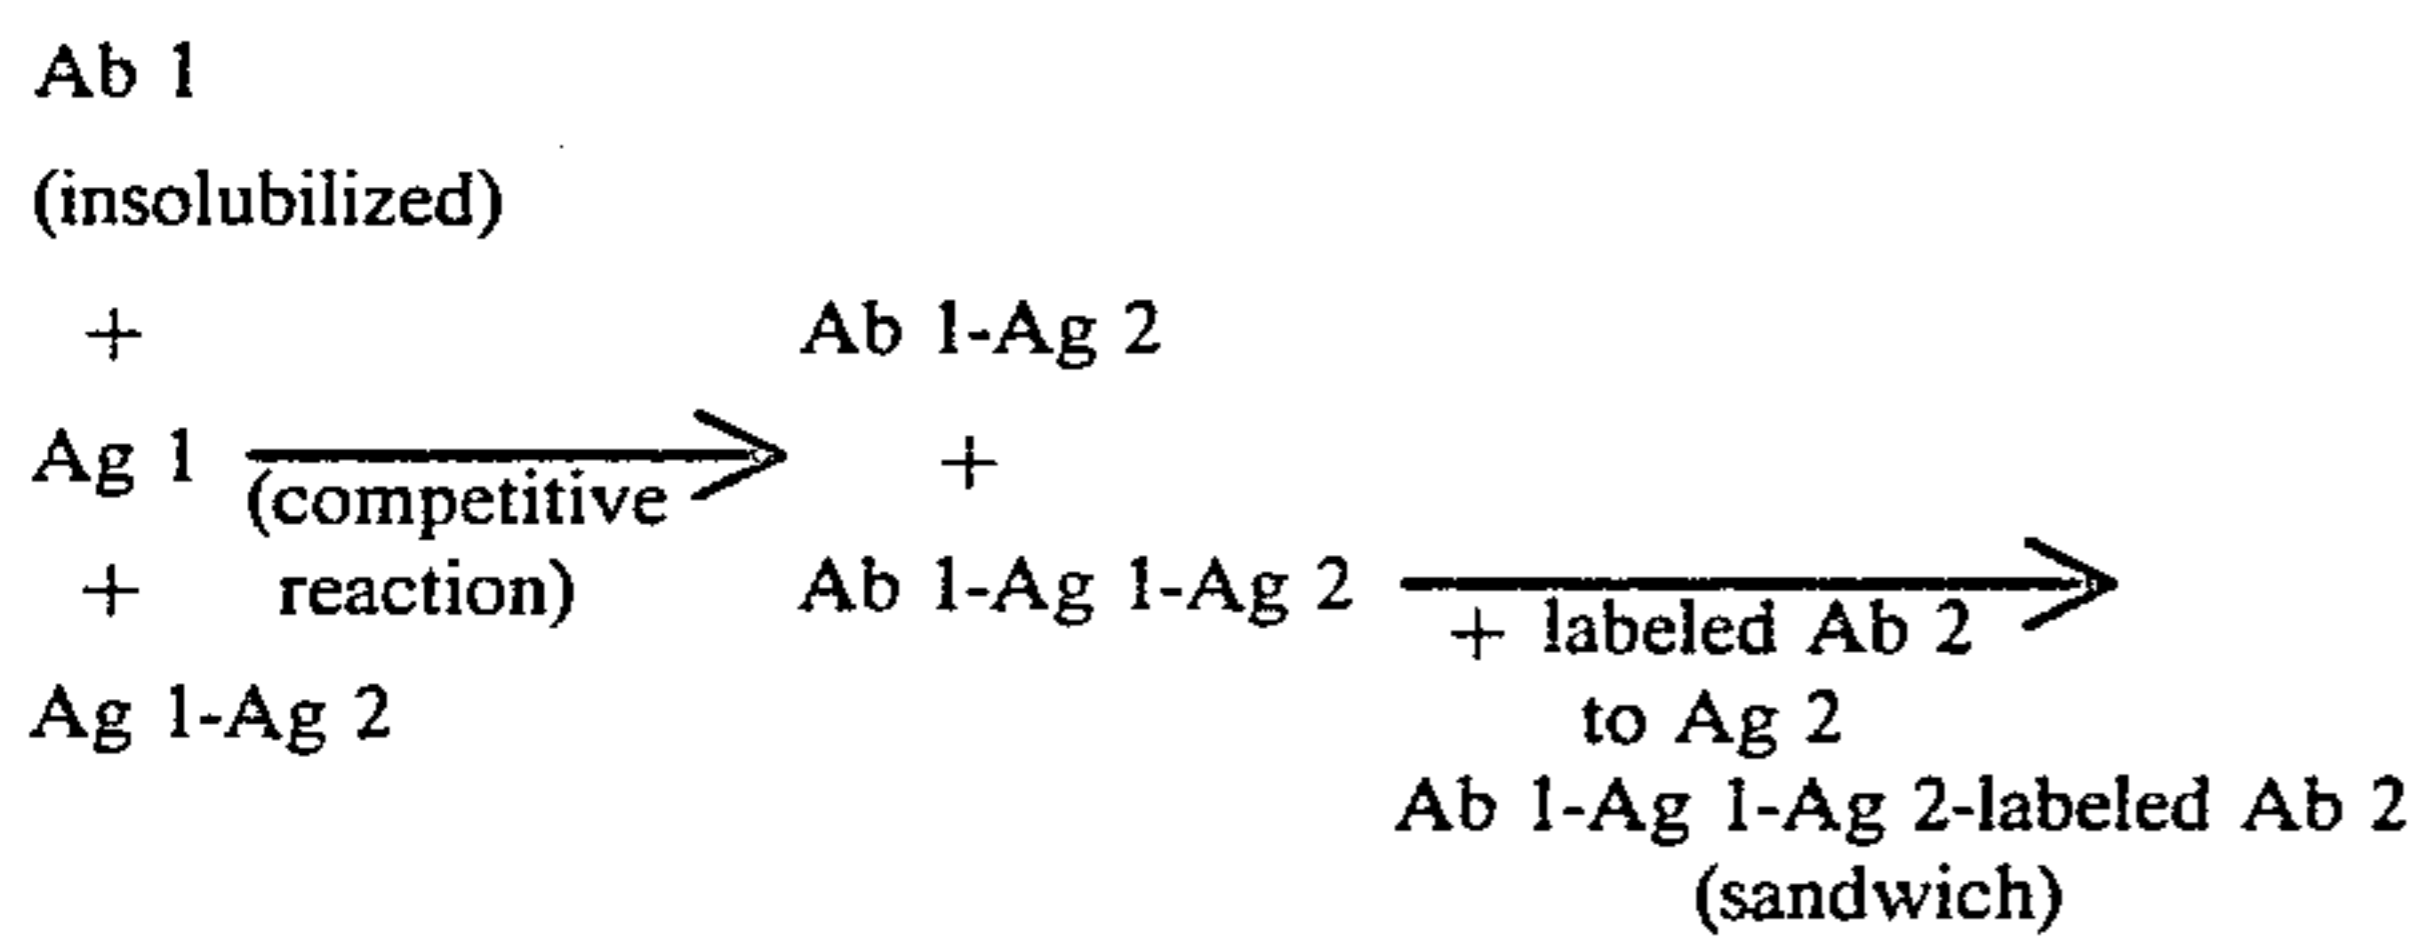 Ab 1
(insolubilized)
+
Ag 1
+
Ag 1-Ag 2
(competitive
reaction)
Ab 1-Ag 2
+
Ab 1-Ag 1-Ag 2
+ labeled Ab 2
to Ag 2
Ab 1-Ag 1-Ag 2-labeled Ab 2
(sandwich)